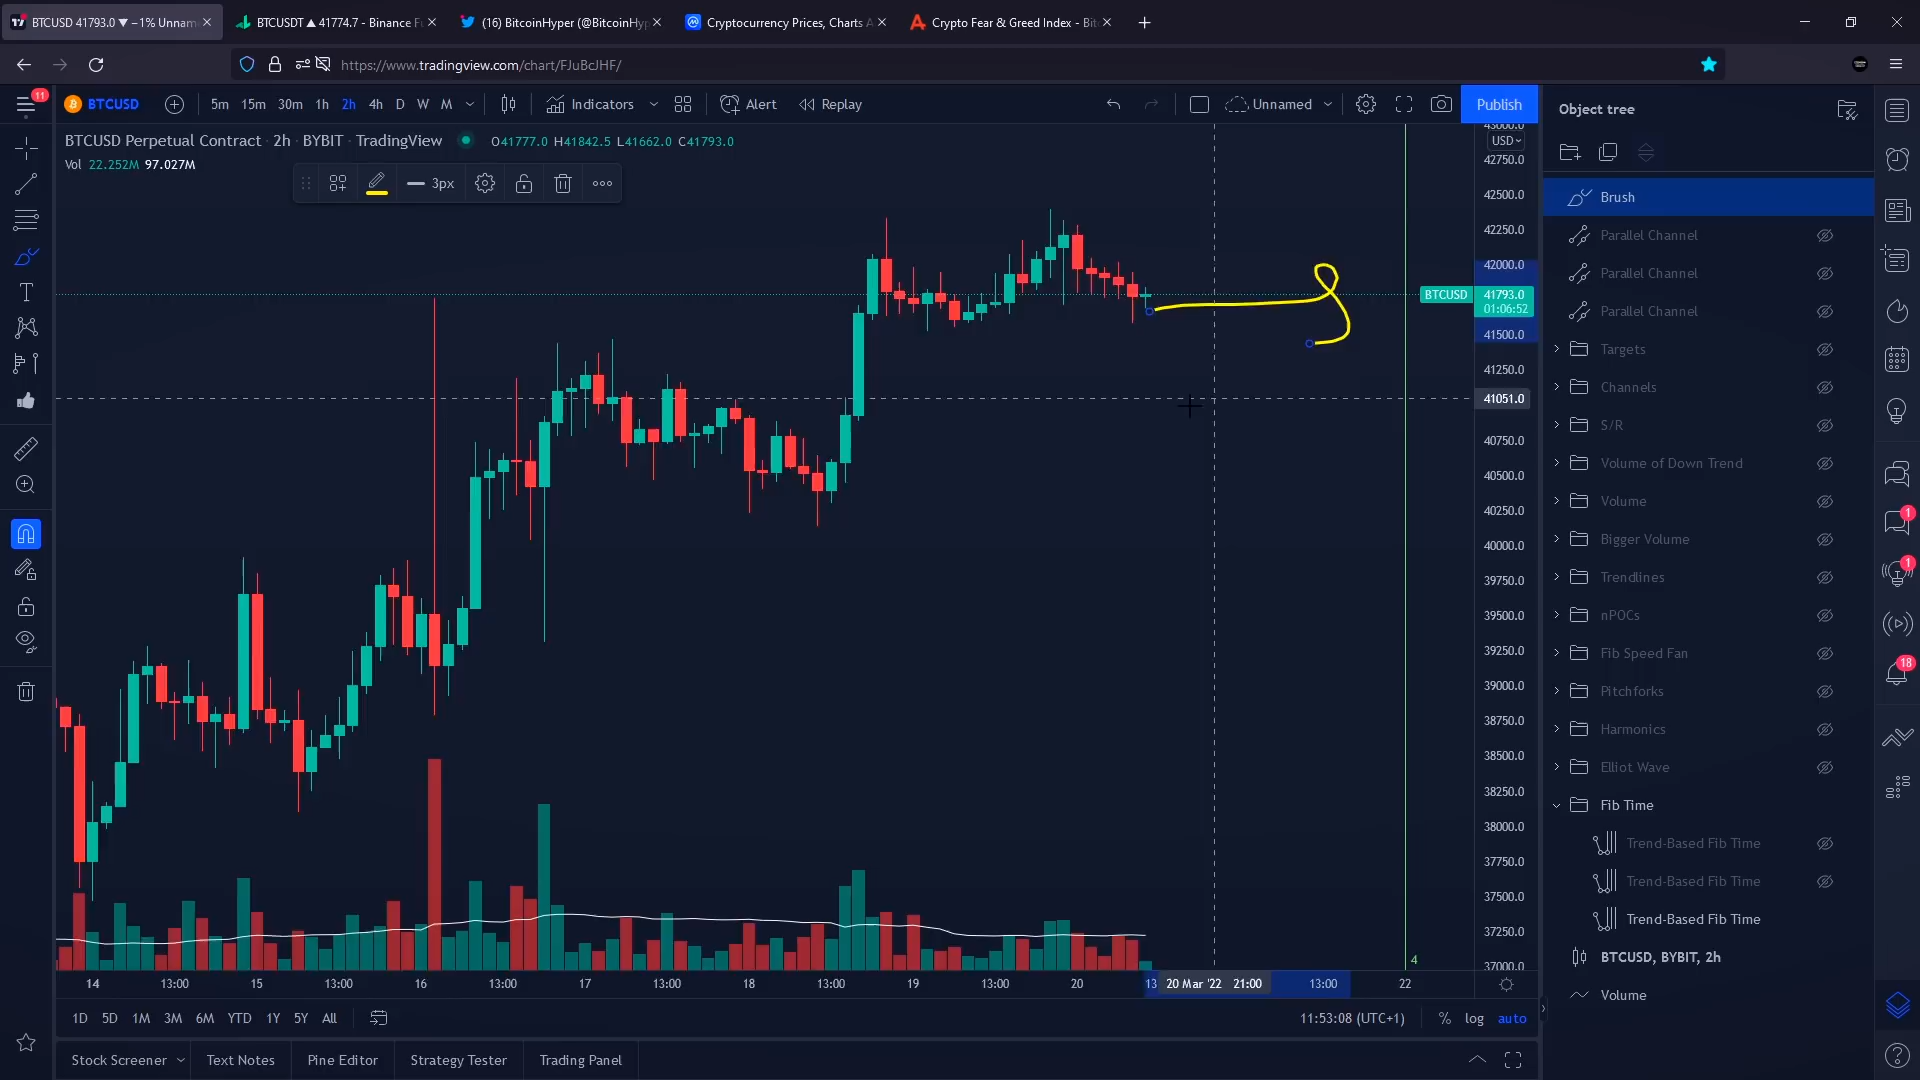 BTCUSD 41793.0 ▼ −1% Unnam
BTCUSDT ▲ 41774.7 - Binance Fu
(16) BitcoinHyper (@BitcoinHyp
Cryptocurrency Prices, Charts A
Crypto Fear & Greed Index - Bit
https://www.tradingview.com/chart/FJuBcJHF/
11
BTCUSD
5m 15m 30m 1h 2h 4h D W M
Indicators
Alert
Replay
Unnamed
Publish
Object tree
BTCUSD Perpetual Contract · 2h · BYBIT · TradingView
O41777.0 H41842.5 L41662.0 C41793.0
Vol 22.252M 97.027M
3px
43000.0
USD
42750.0
42500.0
42250.0
42000.0
BTCUSD 41793.0
01:06:52
41500.0
41250.0
41051.0
40750.0
40500.0
40250.0
40000.0
39750.0
39500.0
39250.0
39000.0
38750.0
38500.0
38250.0
38000.0
37750.0
37500.0
37250.0
37000.0
Brush
Parallel Channel
Parallel Channel
Parallel Channel
Targets
Channels
S/R
Volume of Down Trend
Volume
Bigger Volume
Trendlines
nPOCs
Fib Speed Fan
Pitchforks
Harmonics
Elliot Wave
Fib Time
Trend-Based Fib Time
Trend-Based Fib Time
Trend-Based Fib Time
BTCUSD, BYBIT, 2h
Volume
1
1
18
4
14 13:00 15 13:00 16 13:00 17 13:00 18 13:00 19 13:00 20 13 20 Mar '22 21:00 13:00 22
1D 5D 1M 3M 6M YTD 1Y 5Y All
11:53:08 (UTC+1) % log auto
Stock Screener Text Notes Pine Editor Strategy Tester Trading Panel